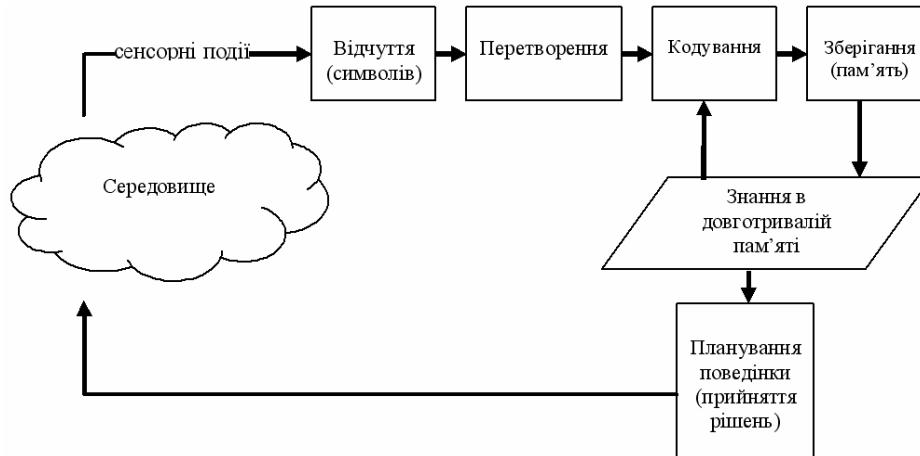 сенсорні події
Відчуття
(символів)
Перетворення
Кодування
Зберігання
(пам’ять)
Середовище
Знання в
довготривалій
пам’яті
Планування
поведінки
(прийняття
рішень)